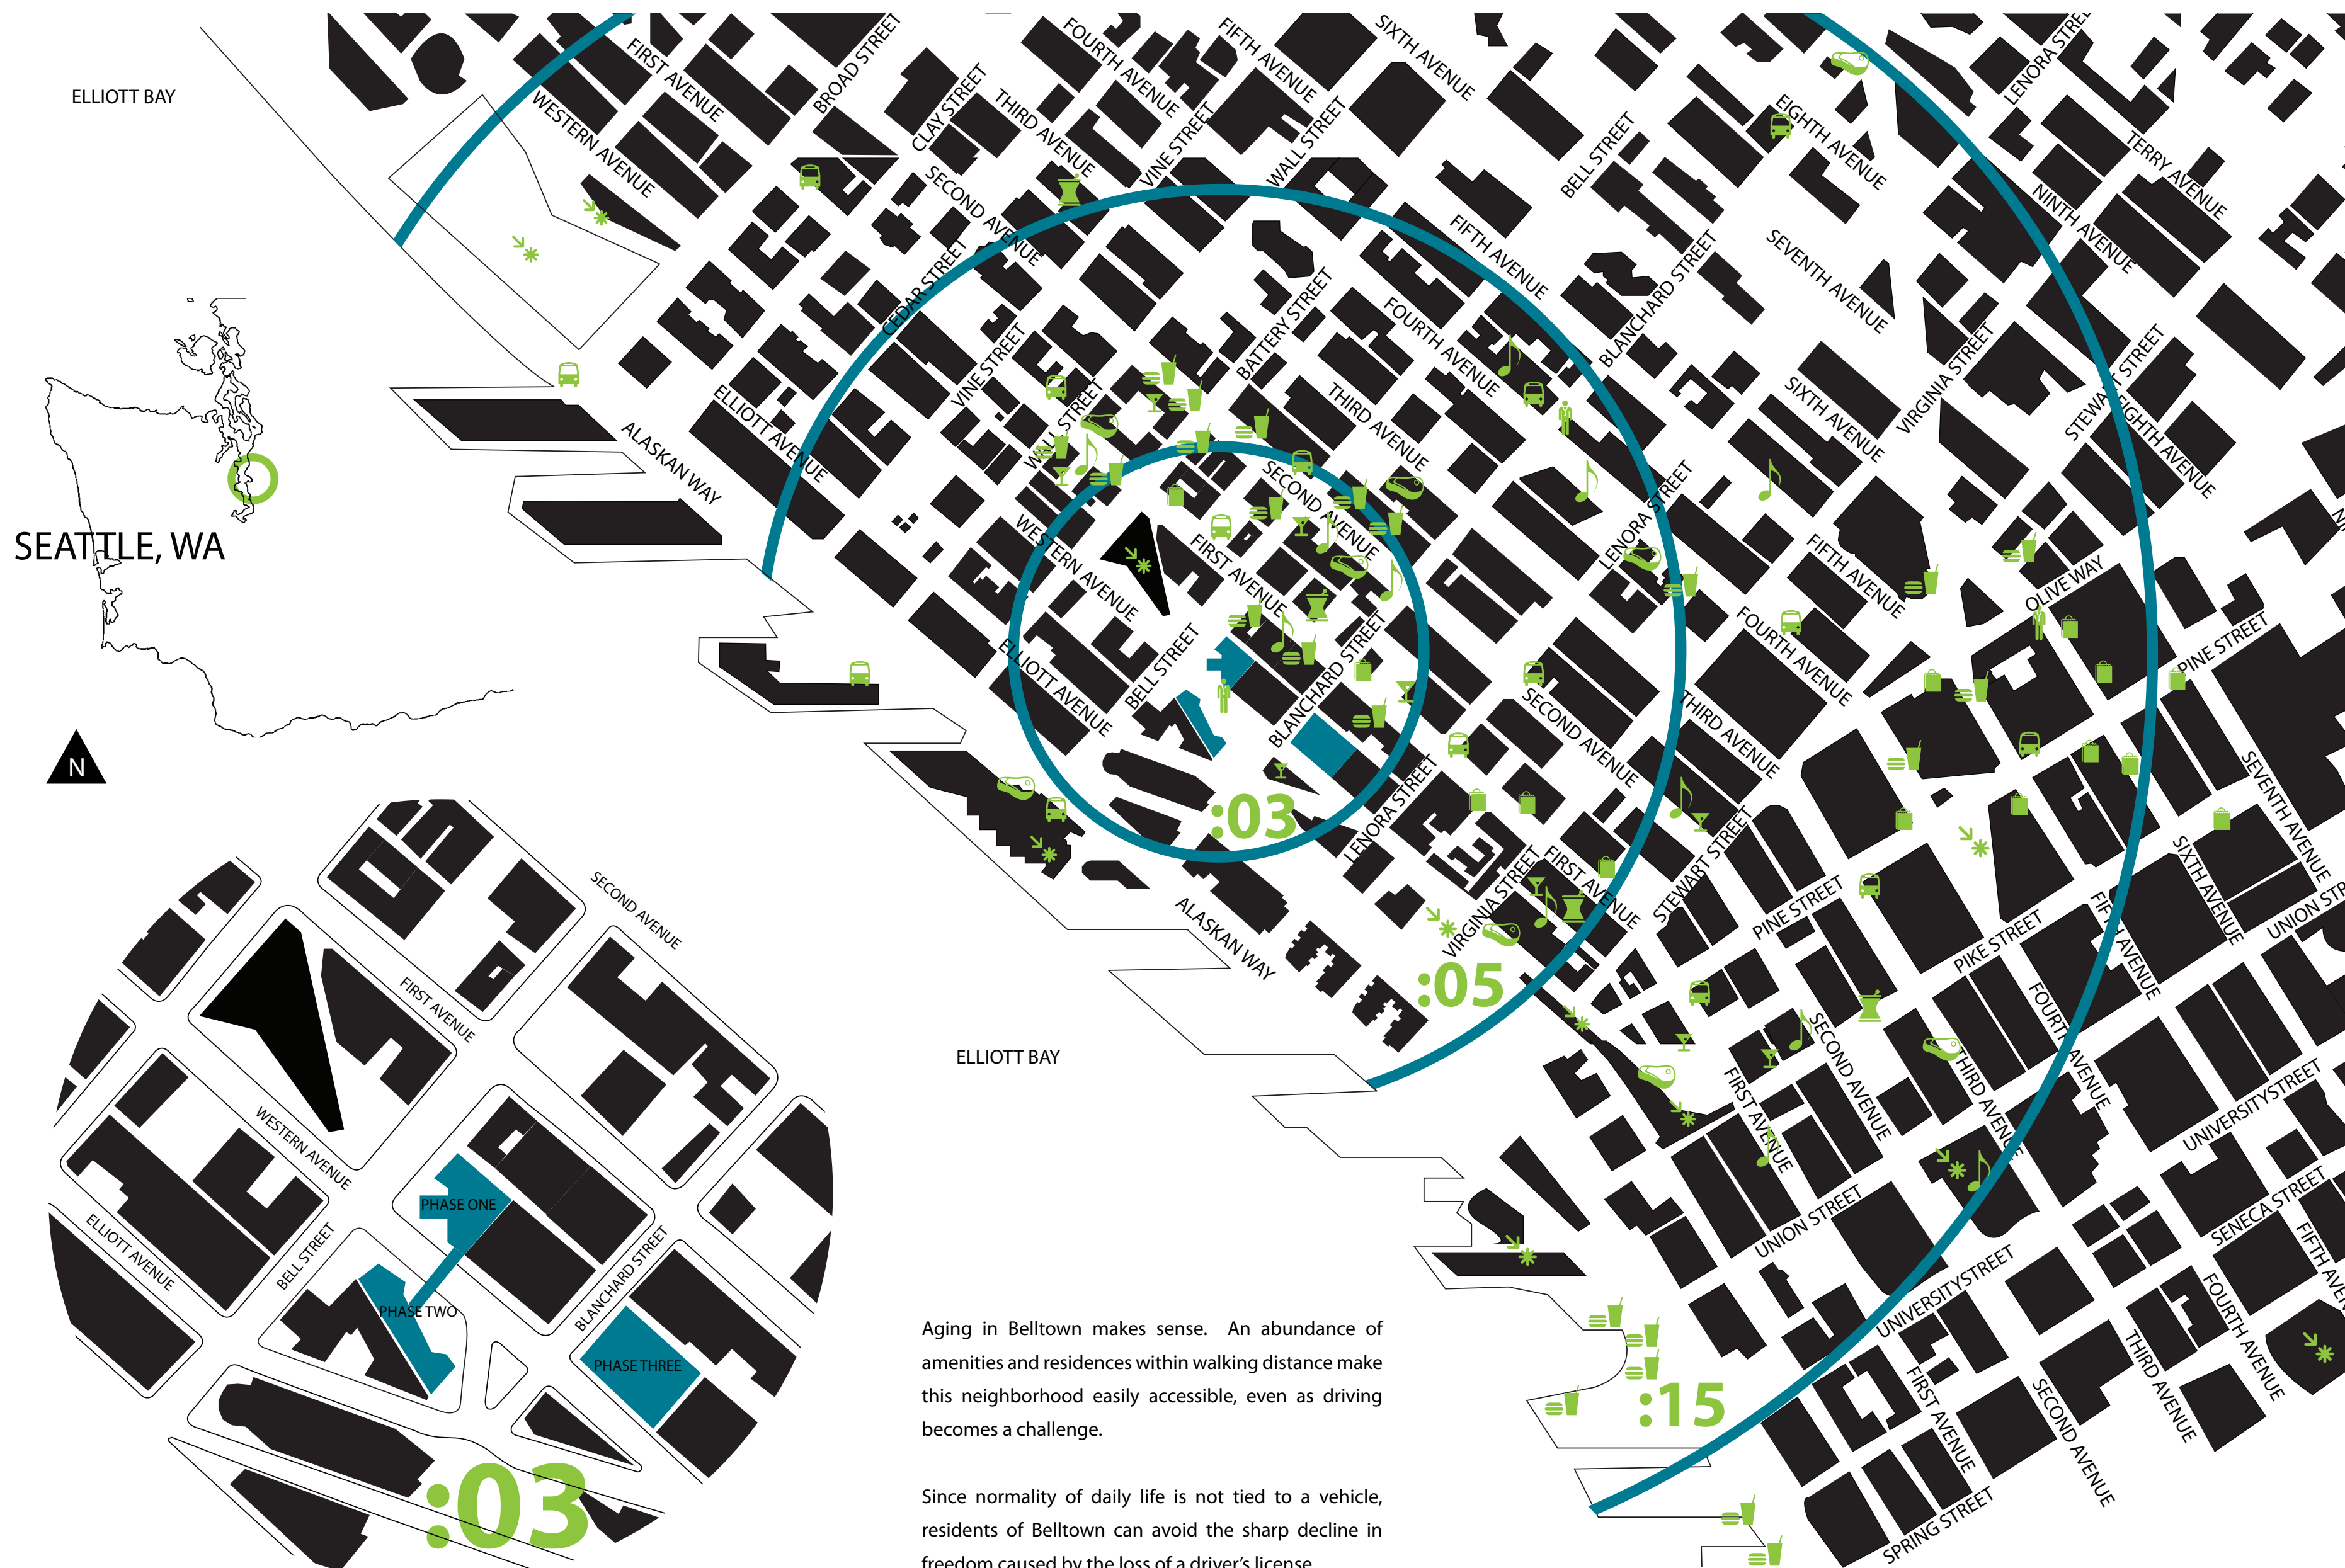 ELLIOTT BAY
FIRST AVENUE
WESTERN AVENUE
BROAD STREET
CLAY STREET
FOURTH AVENUE
THIRD AVENUE
FIFTH AVENUE
SIXTH AVENUE
VINE STREET
WALL STREET
SECOND AVENUE
CEDAR STREET
BELL STREET
EIGHTH AVENUE
LENORA STREET
TERRY AVENUE
NINTH AVENUE
SEVENTH AVENUE
FIFTH AVENUE
BLANCHARD STREET
BATTERY STREET
FOURTH AVENUE
THIRD AVENUE
VINE STREET
WALL STREET
ELLIOTT AVENUE
ALASKAN WAY
SIXTH AVENUE
VIRGINIA STREET
STEWART STREET
EIGHTH AVENUE
SEATTLE, WA
N
WESTERN AVENUE
SECOND AVENUE
FIRST AVENUE
LENORA STREET
FIFTH AVENUE
OLIVE WAY
PINE STREET
FOURTH AVENUE
ELLIOTT AVENUE
BELL STREET
BLANCHARD STREET
SECOND AVENUE
THIRD AVENUE
:03
LENORA STREET
SEVENTH AVENUE
SIXTH AVENUE
VIRGINIA STREET
FIRST AVENUE
STEWART STREET
PINE STREET
PIKE STREET
FIFTH AVENUE
ALASKAN WAY
:05
FOURTH AVENUE
SECOND AVENUE
THIRD AVENUE
FIRST AVENUE
UNIVERSITYSTREET
UNION STREET
UNIVERSITYSTREET
SENECA STREET
FOURTH AVENUE
THIRD AVENUE
FIRST AVENUE
SECOND AVENUE
SPRING STREET
:15
ELLIOTT BAY
SECOND AVENUE
FIRST AVENUE
WESTERN AVENUE
ELLIOTT AVENUE
BELL STREET
BLANCHARD STREET
PHASE ONE
PHASE TWO
PHASE THREE
:03
Aging in Belltown makes sense. An abundance of
amenities and residences within walking distance make
this neighborhood easily accessible, even as driving
becomes a challenge.
Since normality of daily life is not tied to a vehicle,
residents of Belltown can avoid the sharp decline in
freedom caused by the loss of a driver's license.